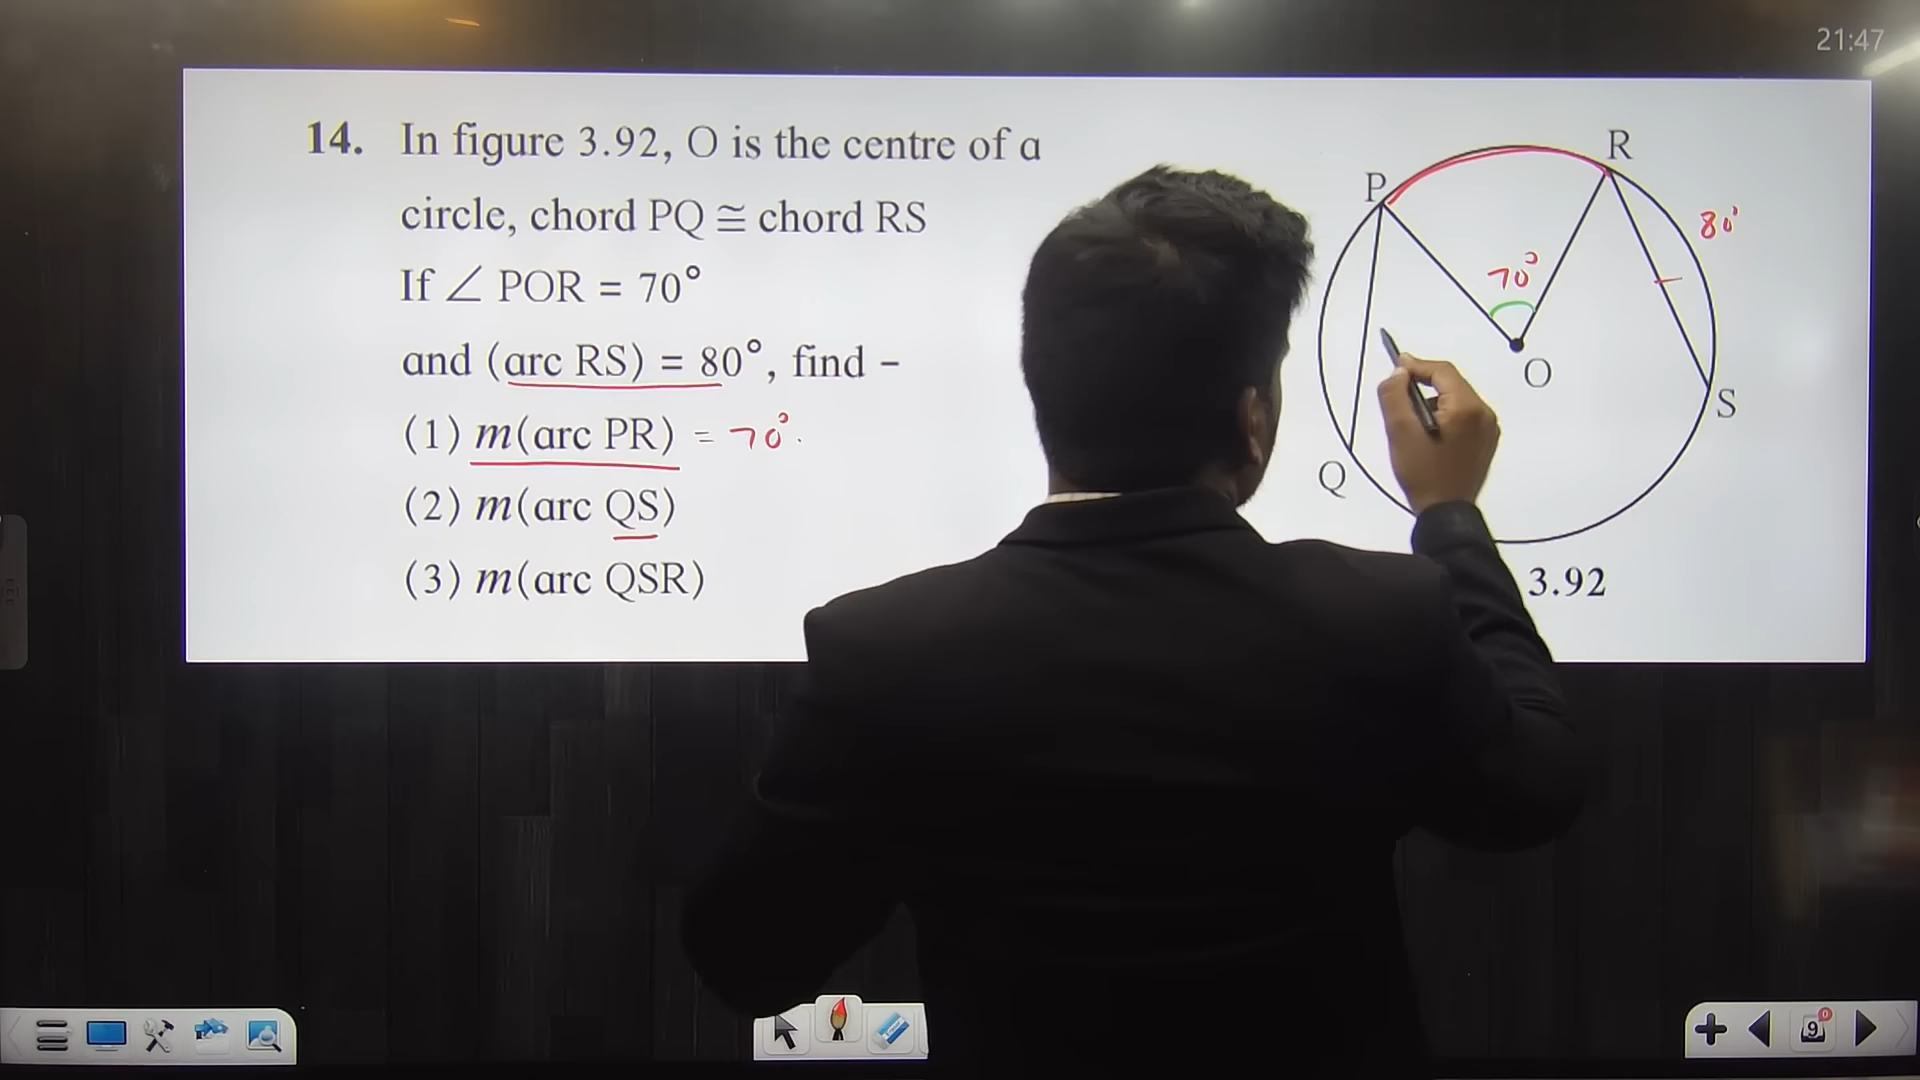 21:47
14. In figure 3.92, O is the centre of a
circle, chord PQ ≅ chord RS
If ∠ POR = 70°
and (arc RS) = 80°, find -
(1) m(arc PR) = 70°.
(2) m(arc QS)
(3) m(arc QSR)
R
P
80°
70°
O
S
Q
3.92
9
0